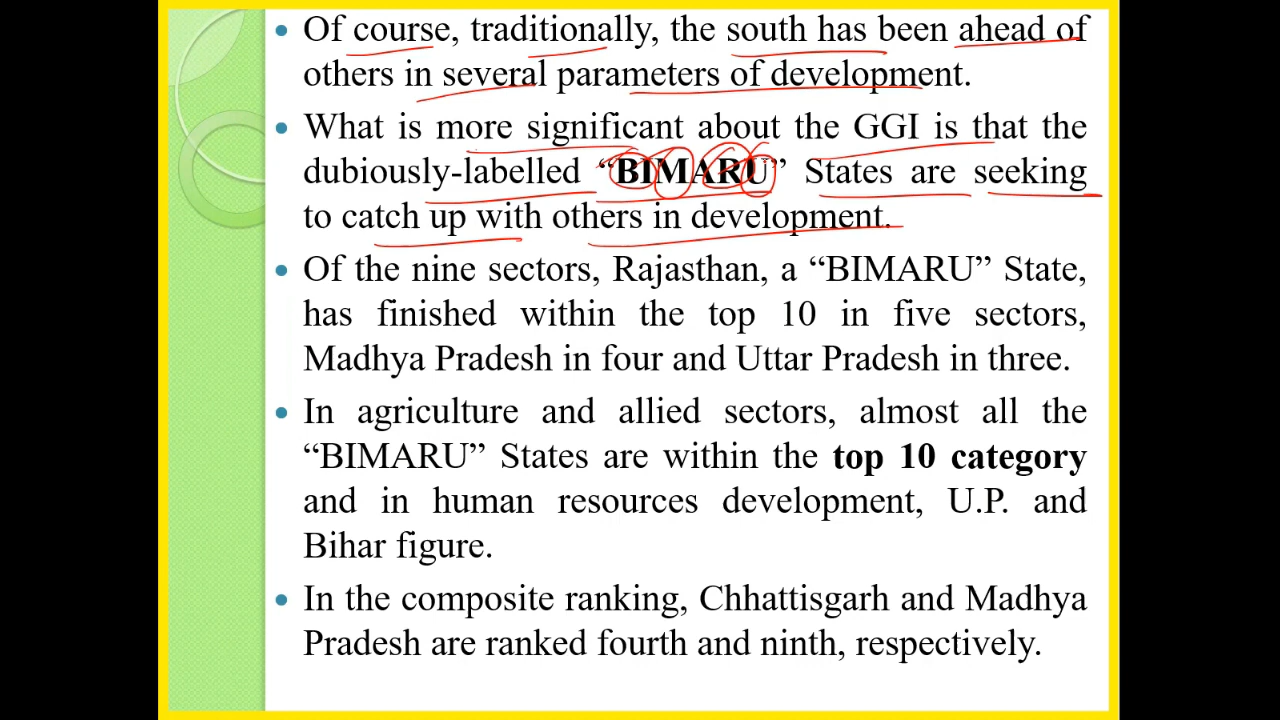 Of course, traditionally, the south has been ahead of
others in several parameters of development.
What is more significant about the GGI is that the
dubiously-labelled “BIMARU” States are seeking
to catch up with others in development.
Of the nine sectors, Rajasthan, a “BIMARU” State,
has finished within the top 10 in five sectors,
Madhya Pradesh in four and Uttar Pradesh in three.
In agriculture and allied sectors, almost all the
“BIMARU” States are within the top 10 category
and in human resources development, U.P. and
Bihar figure.
In the composite ranking, Chhattisgarh and Madhya
Pradesh are ranked fourth and ninth, respectively.